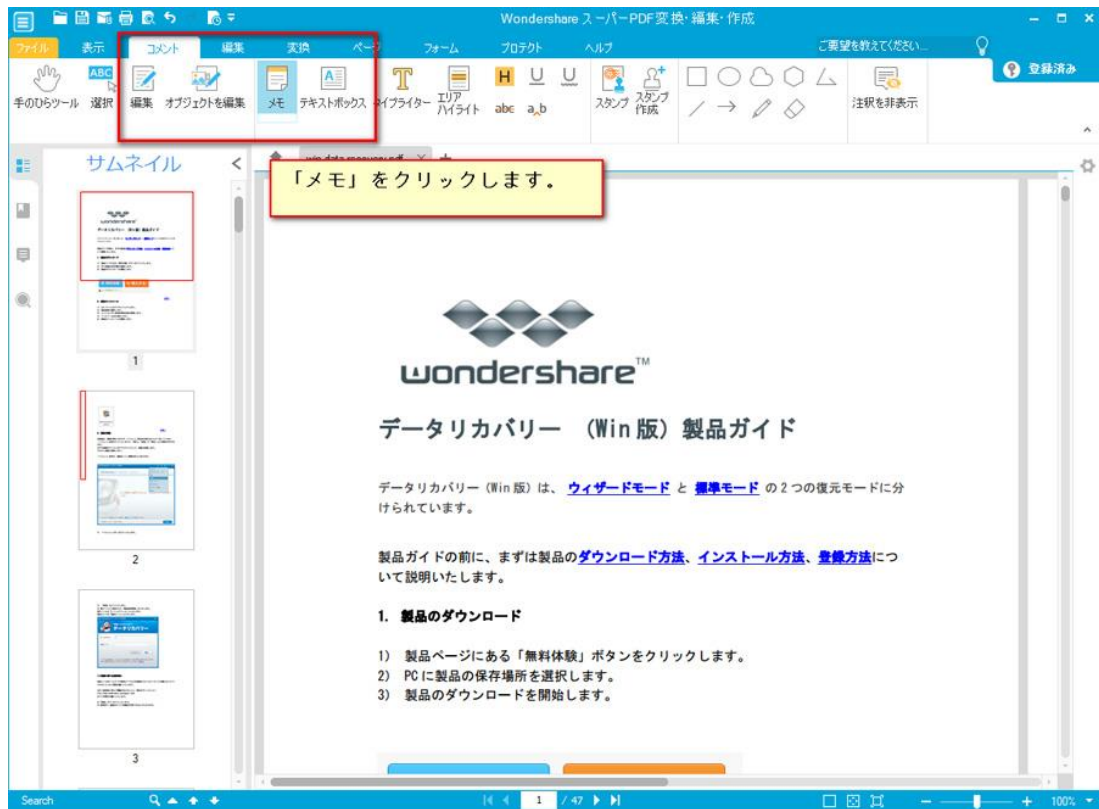 Wondershare スーパーPDF変換・編集・作成
ファイル 表示 コメント 編集 変換 ページ フォーム プロテクト ヘルプ ご要望を教えてください... 登録済み
手のひらツール 選択 編集 オブジェクトを編集 メモ テキストボックス タイプライター エリアハイライト スタンプ スタンプ作成 注釈を非表示
ABC
A
T
H U U
abc a b
サムネイル
win data recovery.pdf
「メモ」をクリックします。
1
2
3
wondershare™
データリカバリー (Win版) 製品ガイド
データリカバリー (Win版) は、 ウィザードモード と 標準モード の2つの復元モードに分
けられています。
製品ガイドの前に、まずは製品のダウンロード方法、インストール方法、登録方法につ
いて説明いたします。
1. 製品のダウンロード
1) 製品ページにある「無料体験」ボタンをクリックします。
2) PCに製品の保存場所を選択します。
3) 製品のダウンロードを開始します。
Search 1 / 47 100%